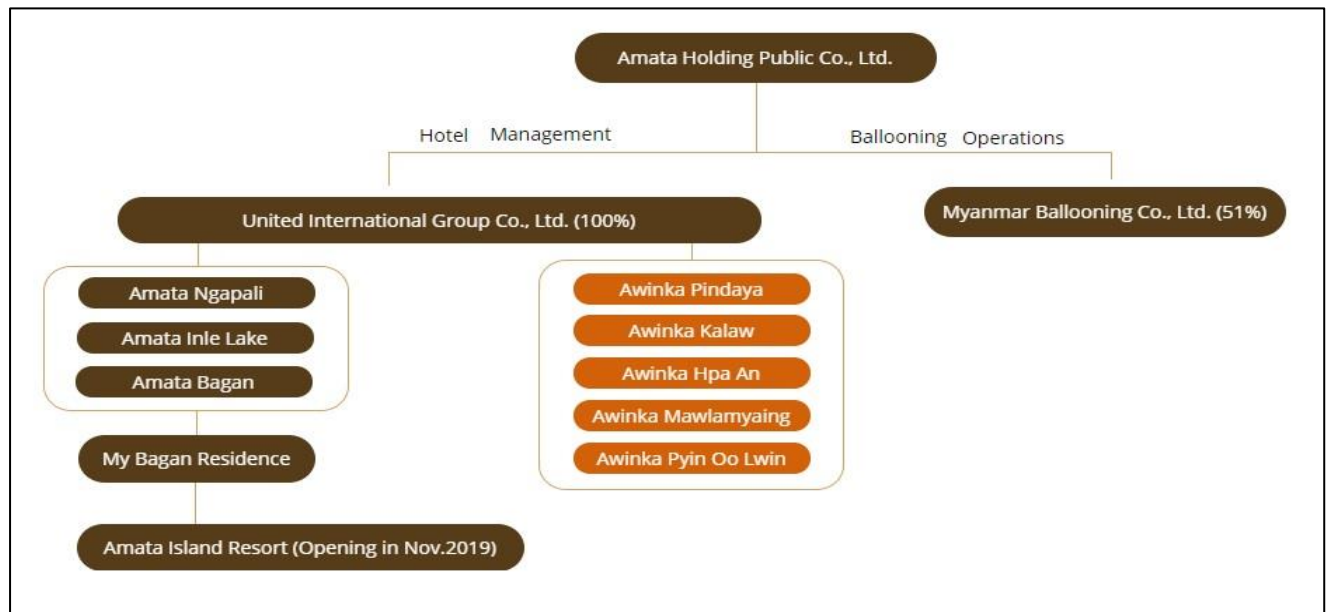 Amata Holding Public Co., Ltd.
Hotel Management
Ballooning Operations
United International Group Co., Ltd. (100%)
Myanmar Ballooning Co., Ltd. (51%)
Amata Ngapali
Amata Inle Lake
Amata Bagan
My Bagan Residence
Amata Island Resort (Opening in Nov.2019)
Awinka Pindaya
Awinka Kalaw
Awinka Hpa An
Awinka Mawlamyaing
Awinka Pyin Oo Lwin